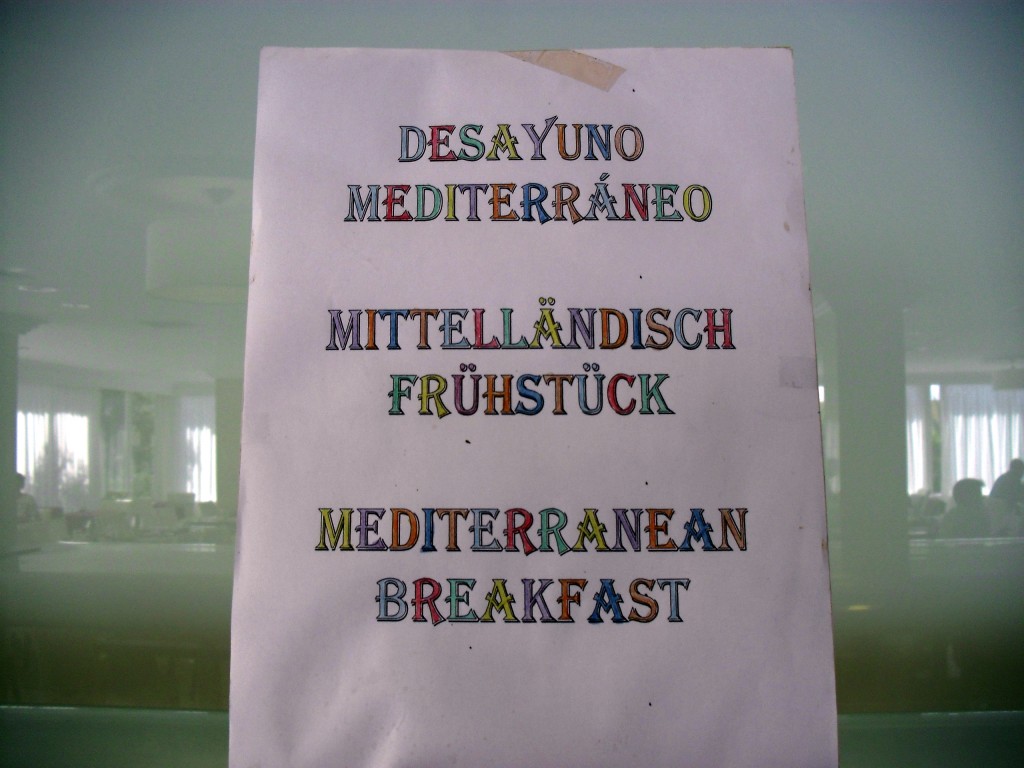 DESAYUNO
MEDITERRÁNEO
MITTELLÄNDISCH
FRÜHSTÜCK
MEDITERRANEAN
BREAKFAST